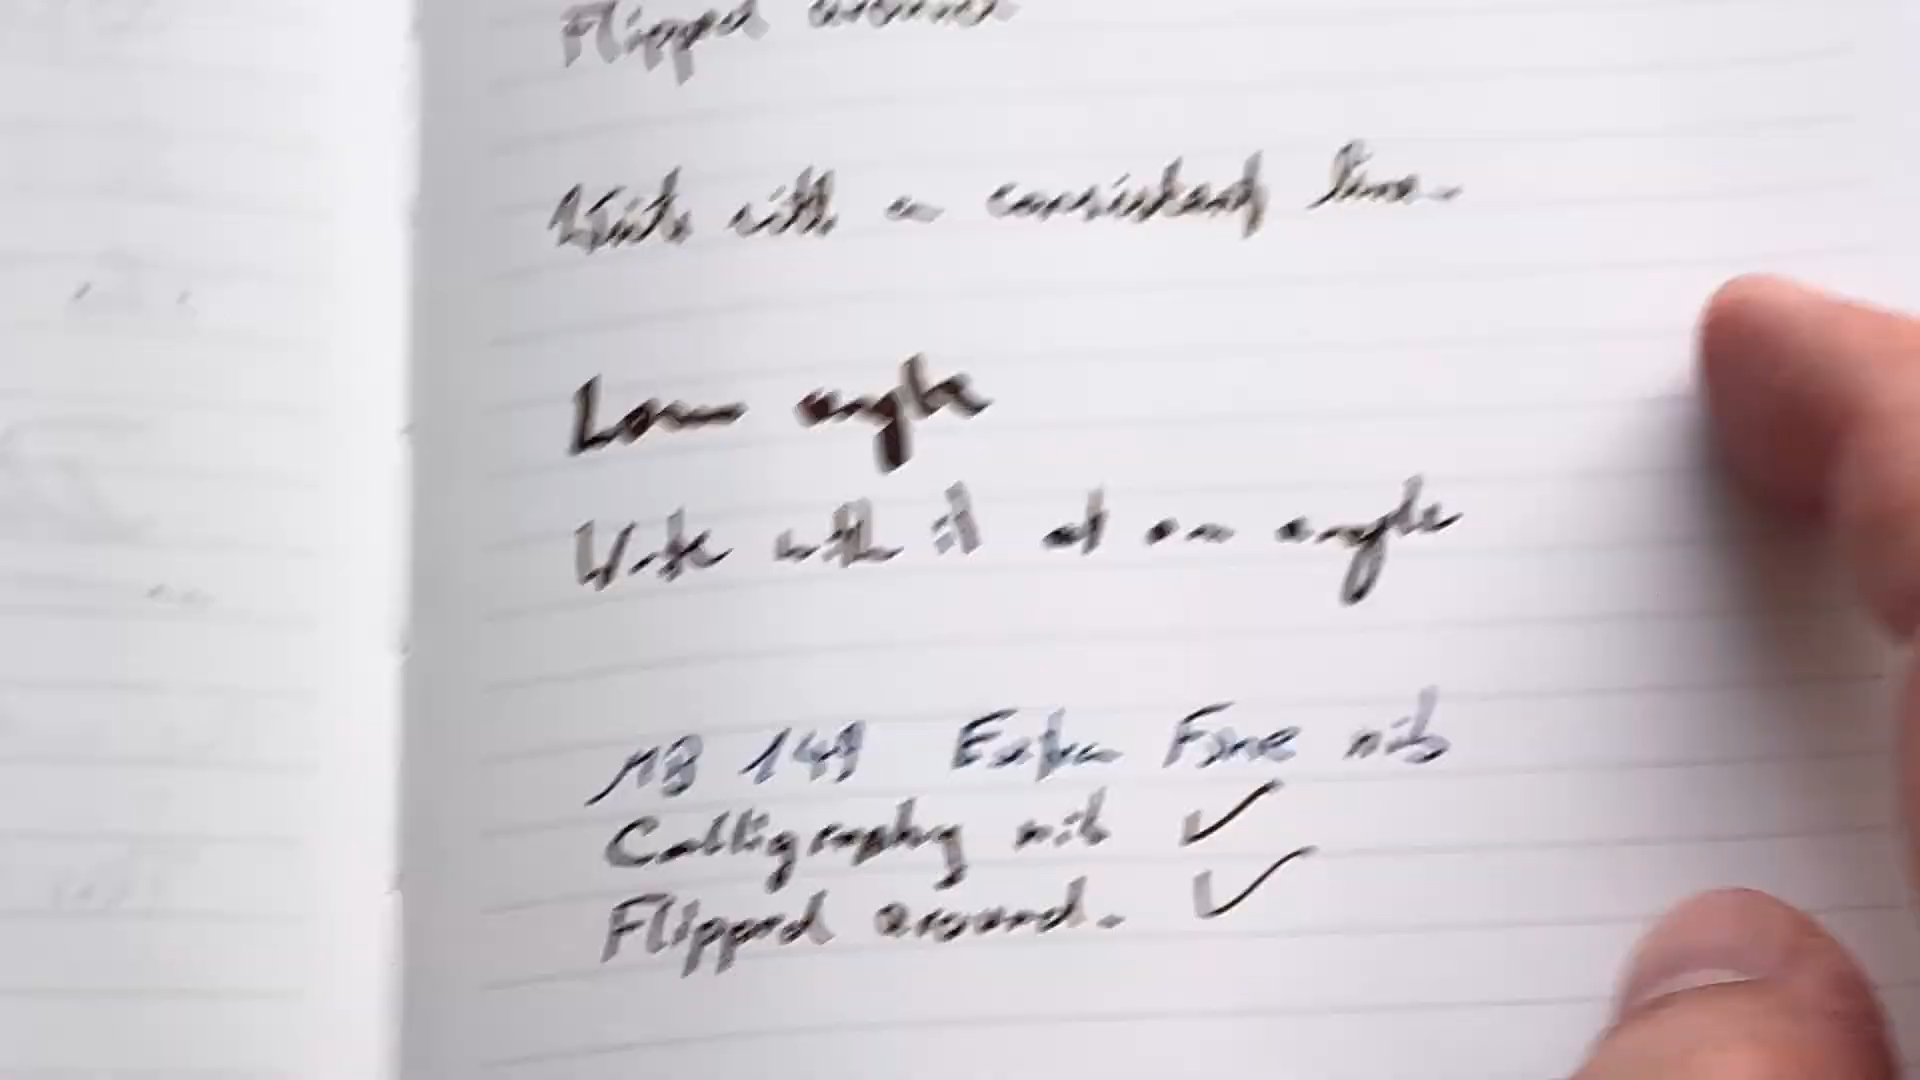 Flipped around
Write with a consistent line.
Low angle
Write with it at an angle
MB 149 Extra Fine nib
Calligraphy nib ✓
Flipped around. ✓